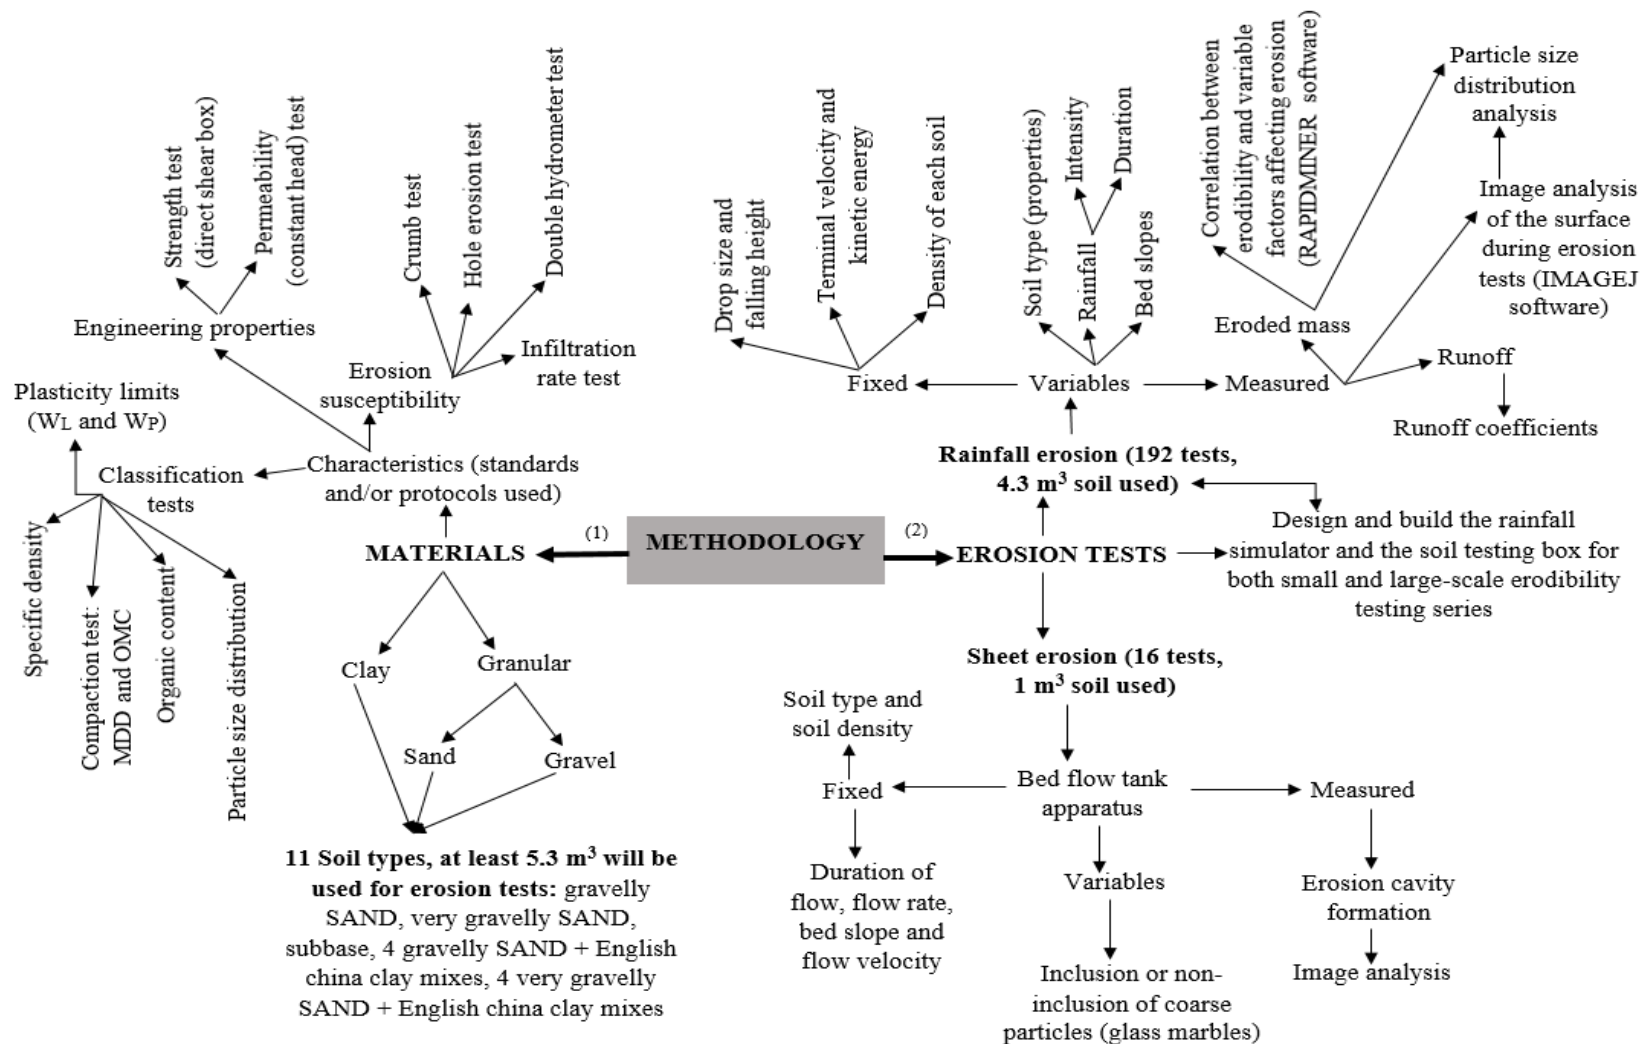 Strength test
(direct shear box)
Permeability
(constant head) test
Engineering properties
Crumb test
Hole erosion test
Double hydrometer test
Infiltration
rate test
Erosion
susceptibility
Plasticity limits
(WL and WP)
Classification
tests
Characteristics (standards
and/or protocols used)
Specific density
Compaction test:
MDD and OMC
Organic content
Particle size distribution
MATERIALS
(1)
METHODOLOGY
(2)
EROSION TESTS
Clay
Granular
Sand
Gravel
11 Soil types, at least 5.3 m³ will be
used for erosion tests: gravelly
SAND, very gravelly SAND,
subbase, 4 gravelly SAND + English
china clay mixes, 4 very gravelly
SAND + English china clay mixes
Drop size and
falling height
Terminal velocity and
kinetic energy
Density of each soil
Fixed
Variables
Measured
Soil type (properties)
Rainfall
Intensity
Duration
Bed slopes
Correlation between
erodibility and variable
factors affecting erosion
(RAPIDMINER software)
Particle size
distribution
analysis
Image analysis
of the surface
during erosion
tests (IMAGEJ
software)
Eroded mass
Runoff
Runoff coefficients
Rainfall erosion (192 tests,
4.3 m³ soil used)
Design and build the rainfall
simulator and the soil testing box for
both small and large-scale erodibility
testing series
Sheet erosion (16 tests,
1 m³ soil used)
Soil type and
soil density
Fixed
Bed flow tank
apparatus
Measured
Duration of
flow, flow rate,
bed slope and
flow velocity
Variables
Inclusion or non-
inclusion of coarse
particles (glass marbles)
Erosion cavity
formation
Image analysis